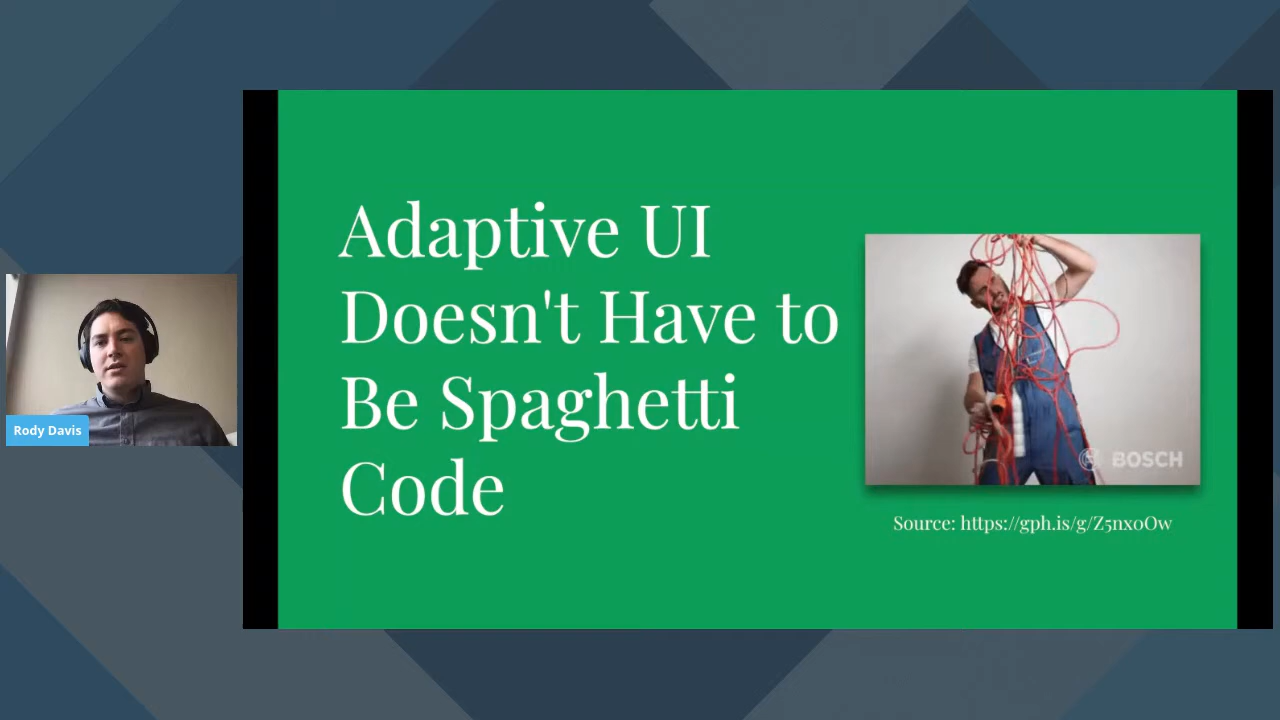 Adaptive UI
Doesn't Have to
Be Spaghetti
Code
BOSCH
Source: https://gph.is/g/Z5nxoOw
Rody Davis